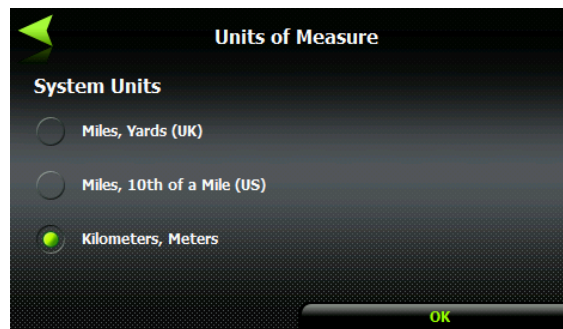 Units of Measure
System Units
Miles, Yards (UK)
Miles, 10th of a Mile (US)
Kilometers, Meters
OK